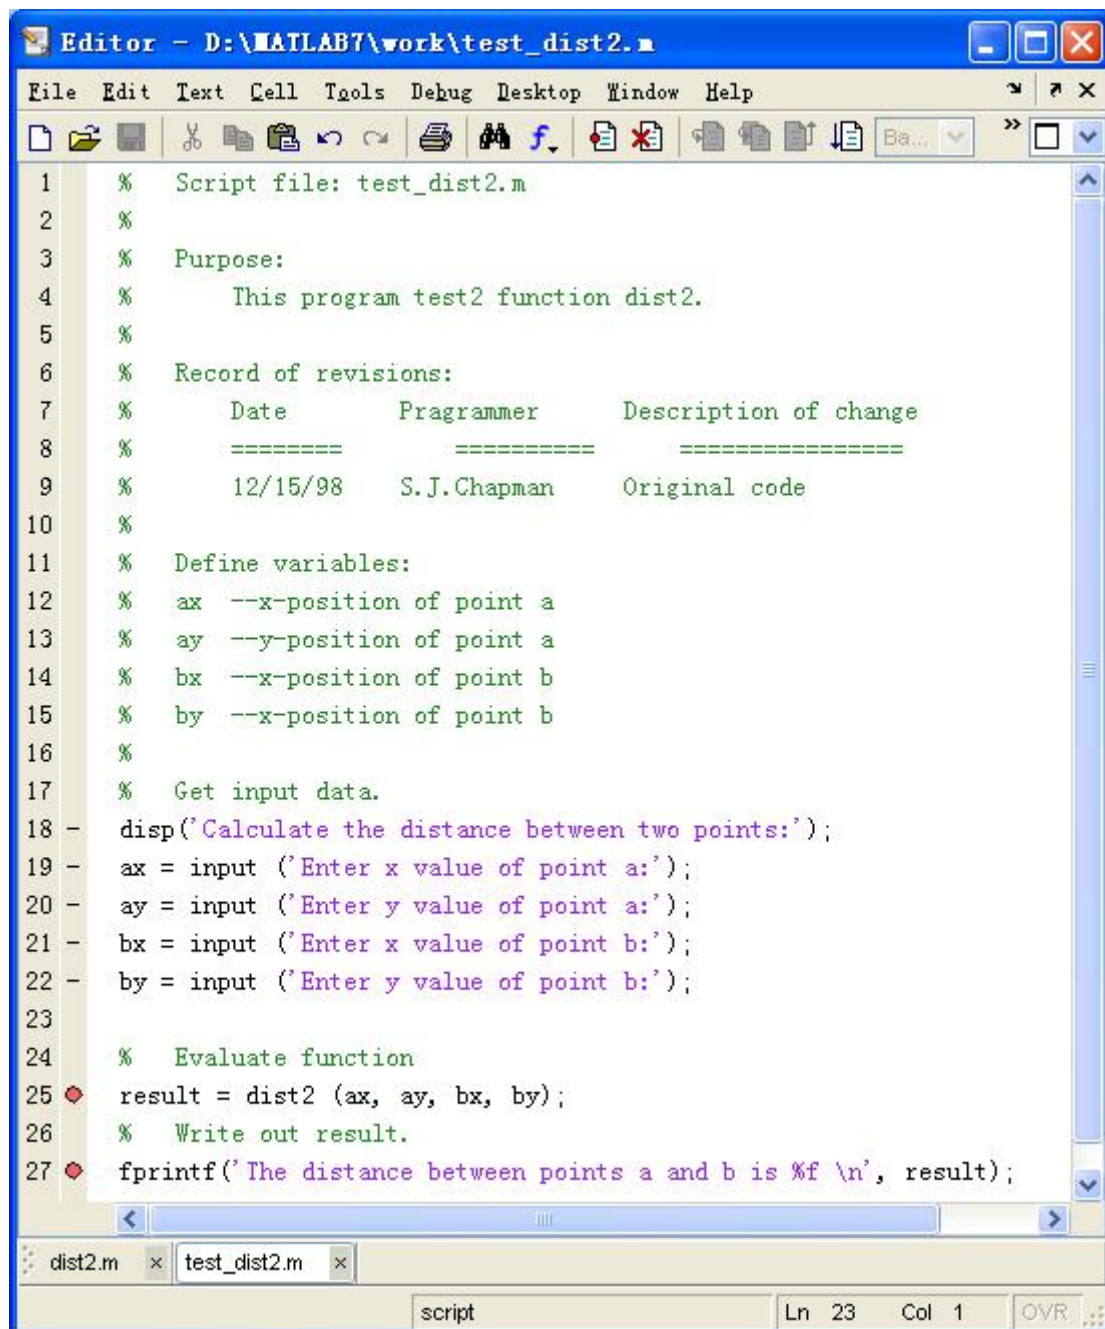 Editor - D:\MATLAB7\work\test_dist2.m
File Edit Text Cell Tools Debug Desktop Window Help
Ba...
1 % Script file: test_dist2.m
2 %
3 % Purpose:
4 % This program test2 function dist2.
5 %
6 % Record of revisions:
7 % Date Pragrammer Description of change
8 % ======== ========== ================
9 % 12/15/98 S.J.Chapman Original code
10 %
11 % Define variables:
12 % ax --x-position of point a
13 % ay --y-position of point a
14 % bx --x-position of point b
15 % by --x-position of point b
16 %
17 % Get input data.
18 - disp('Calculate the distance between two points:');
19 - ax = input ('Enter x value of point a:');
20 - ay = input ('Enter y value of point a:');
21 - bx = input ('Enter x value of point b:');
22 - by = input ('Enter y value of point b:');
23
24 % Evaluate function
25 result = dist2 (ax, ay, bx, by);
26 % Write out result.
27 fprintf('The distance between points a and b is %f \n', result);
dist2.m × test_dist2.m ×
script Ln 23 Col 1 OVR